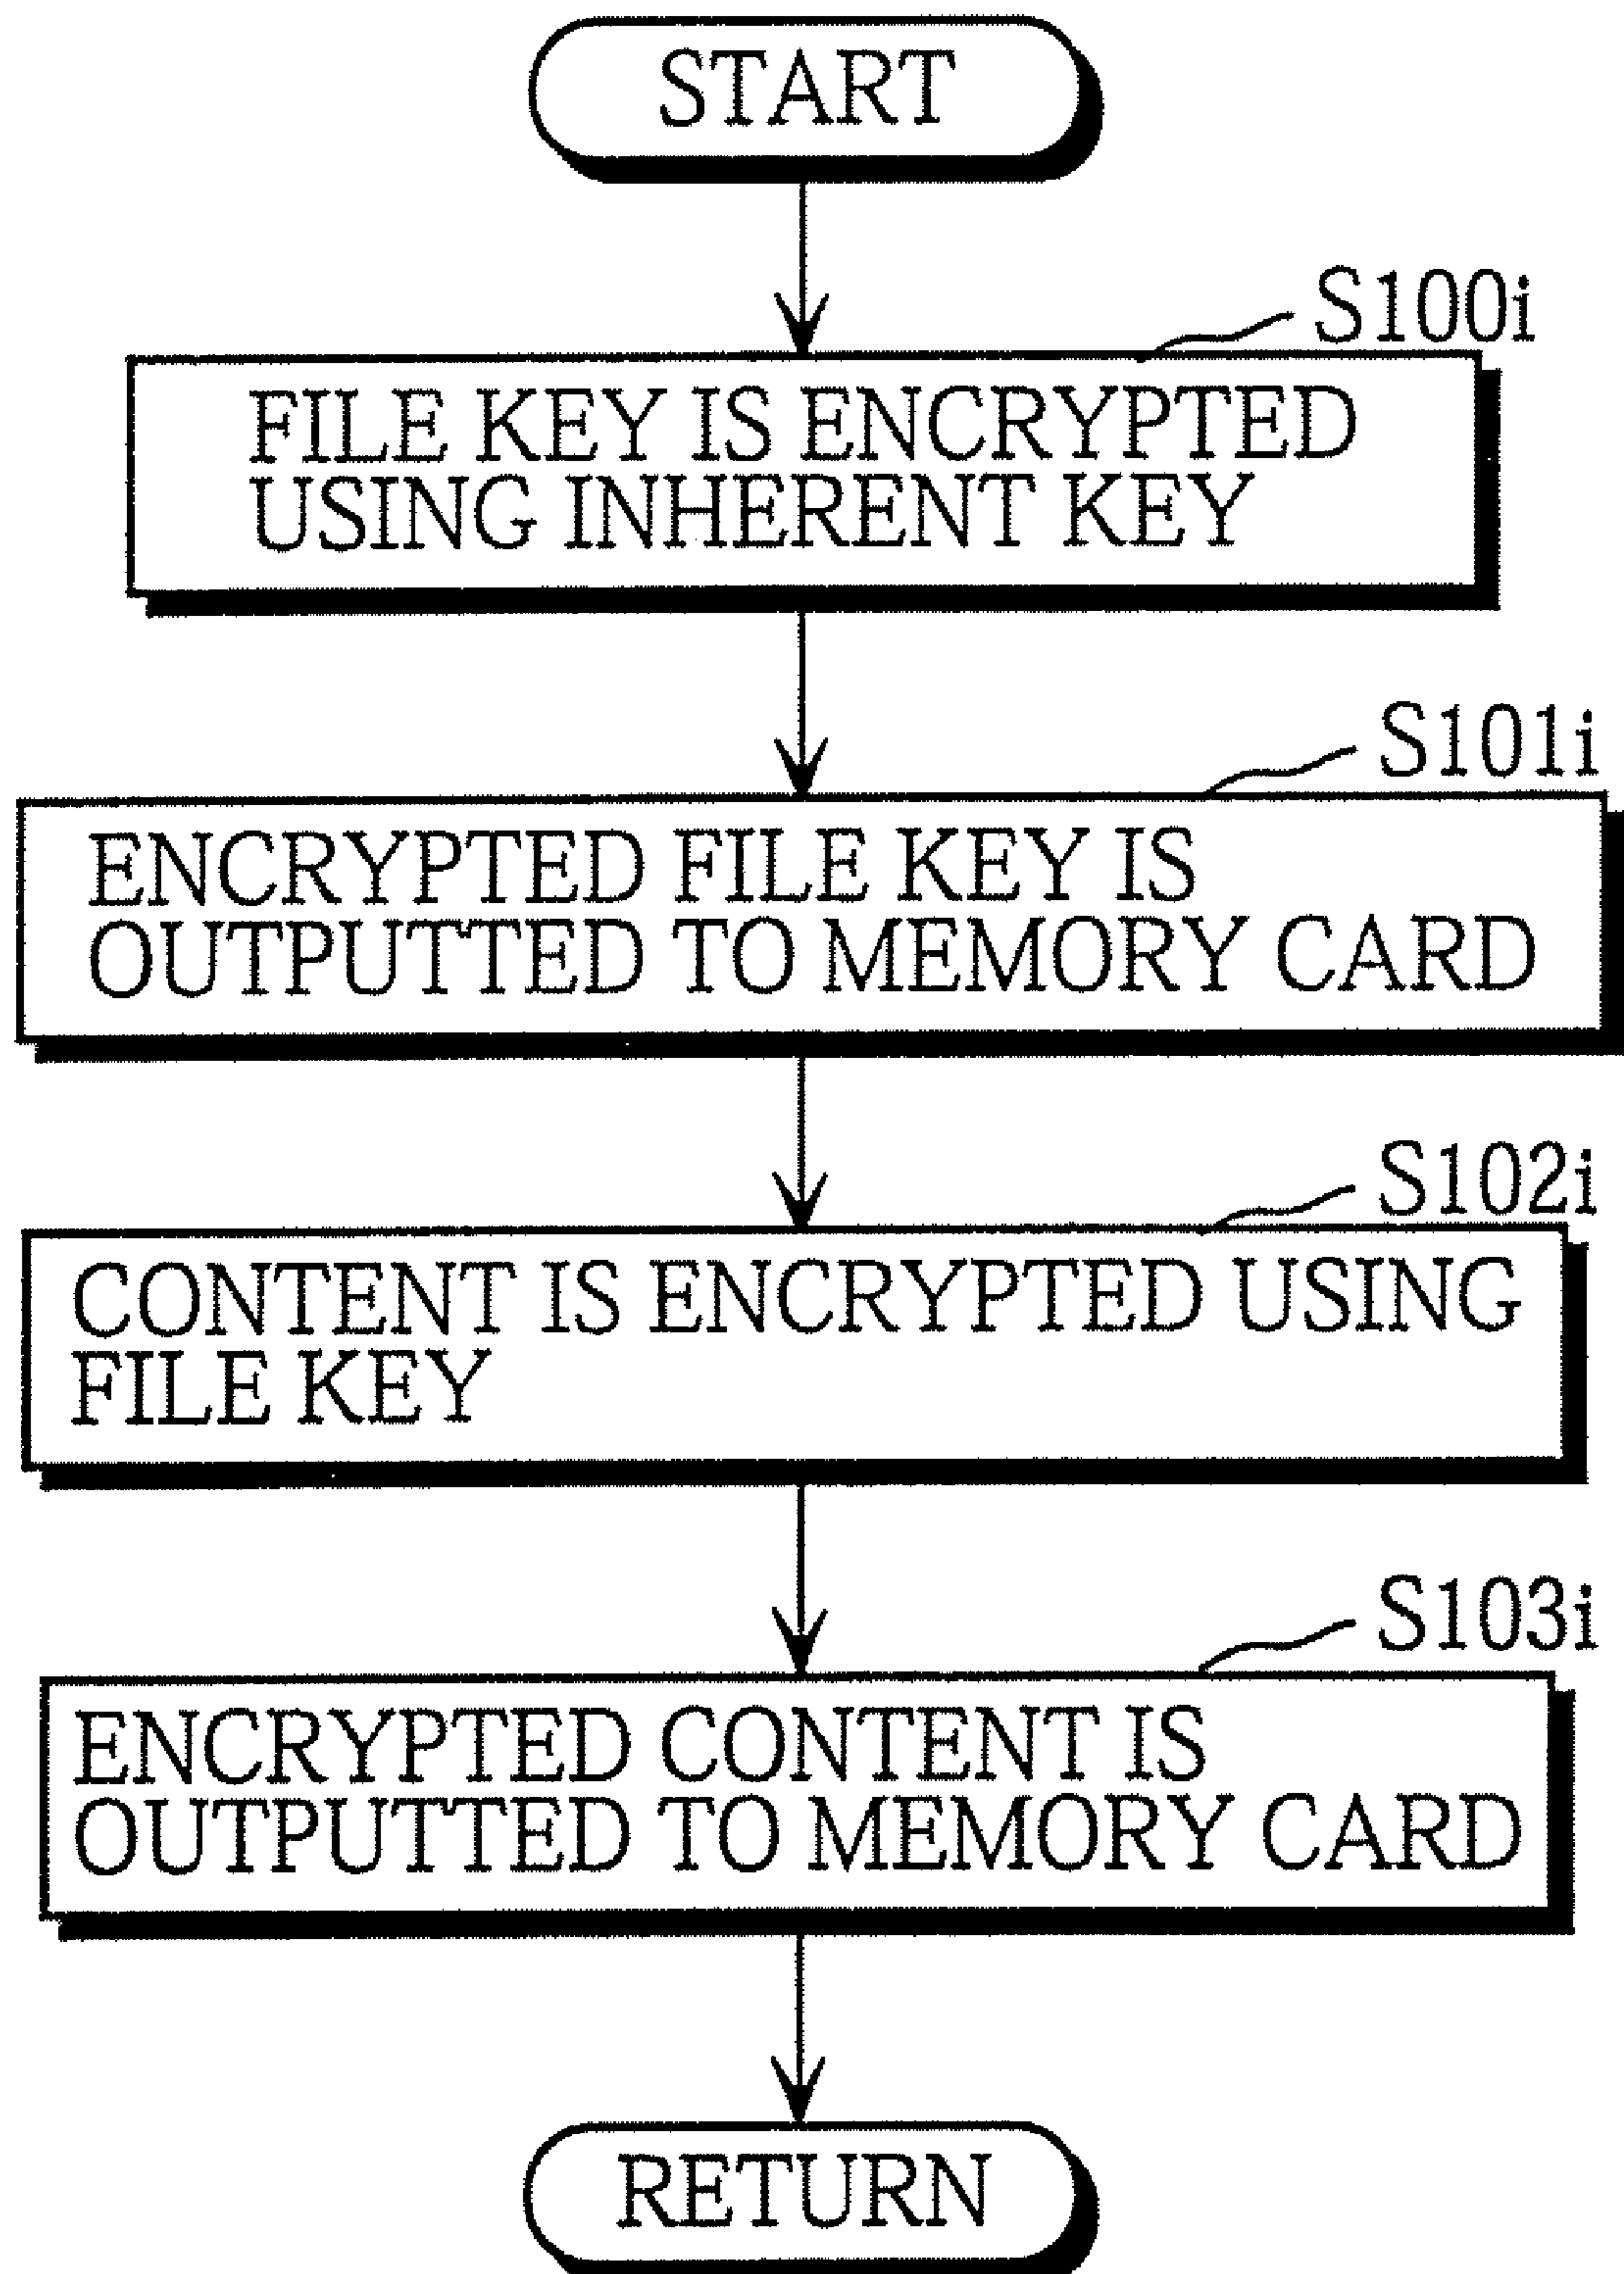 START
S100i
FILE KEY IS ENCRYPTED
USING INHERENT KEY
S101i
ENCRYPTED FILE KEY IS
OUTPUTTED TO MEMORY CARD
S102i
CONTENT IS ENCRYPTED USING
FILE KEY
S103i
ENCRYPTED CONTENT IS
OUTPUTTED TO MEMORY CARD
RETURN